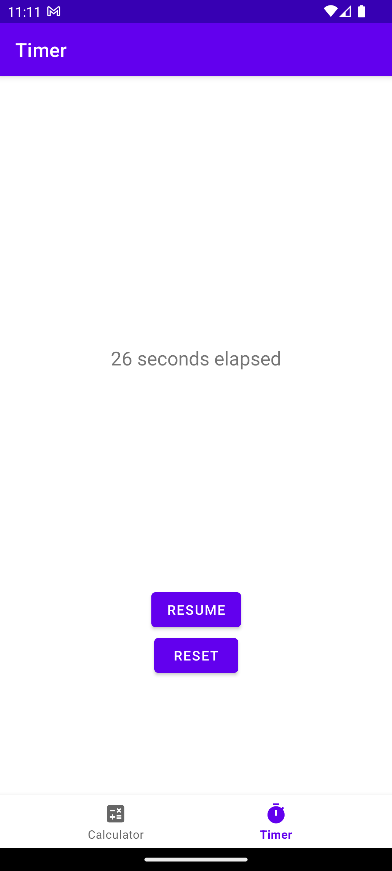 11:11
Timer
26 seconds elapsed
RESUME
RESET
Calculator
Timer